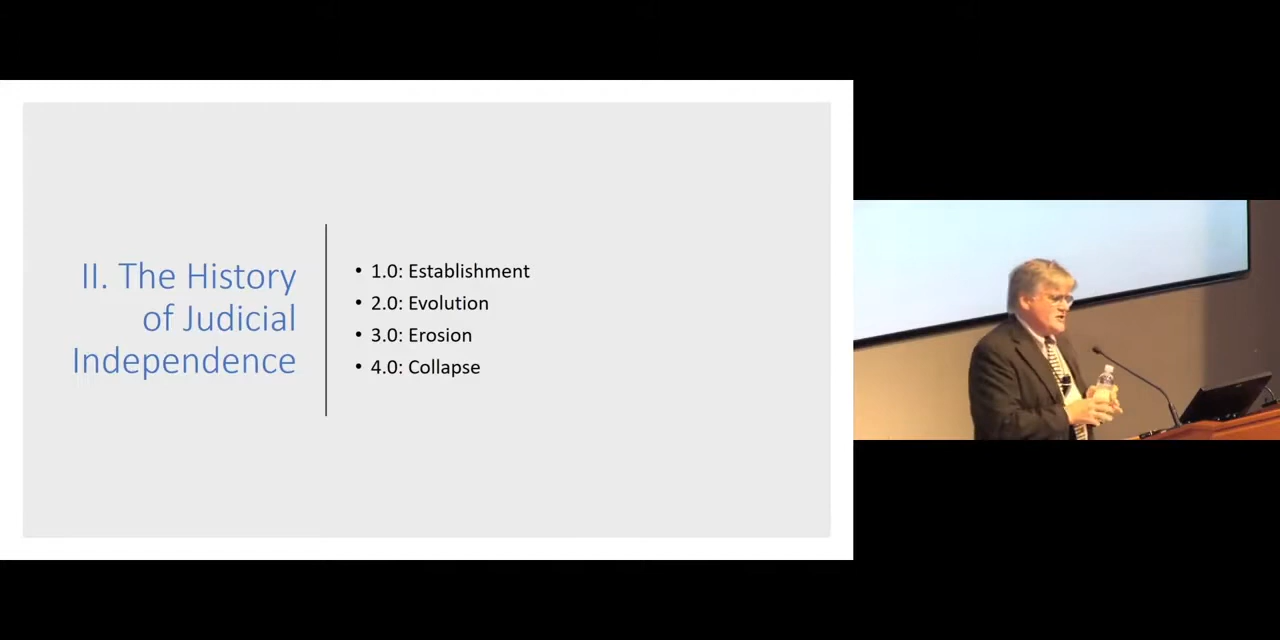 II. The History
of Judicial
Independence
• 1.0: Establishment
• 2.0: Evolution
• 3.0: Erosion
• 4.0: Collapse